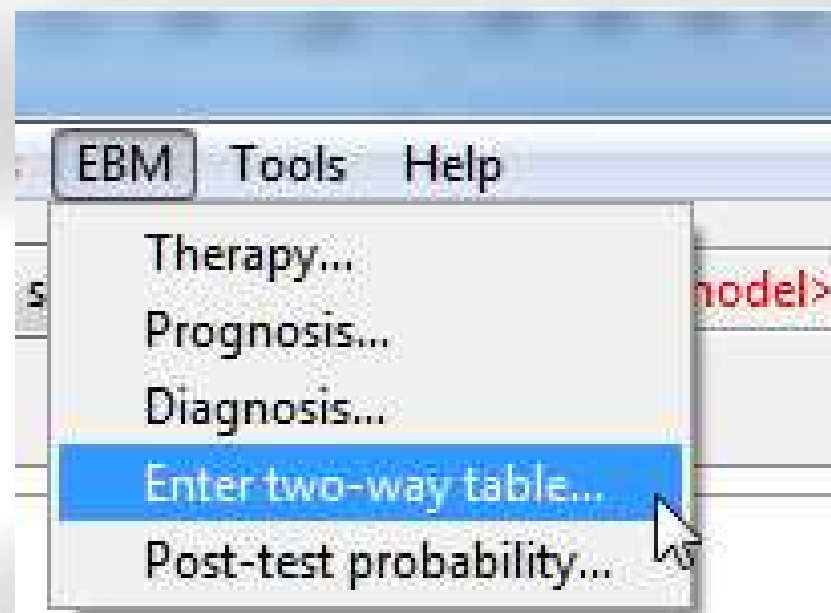 EBM Tools Help
Therapy...
s model>
Prognosis...
Diagnosis...
Enter two-way table...
Post-test probability...